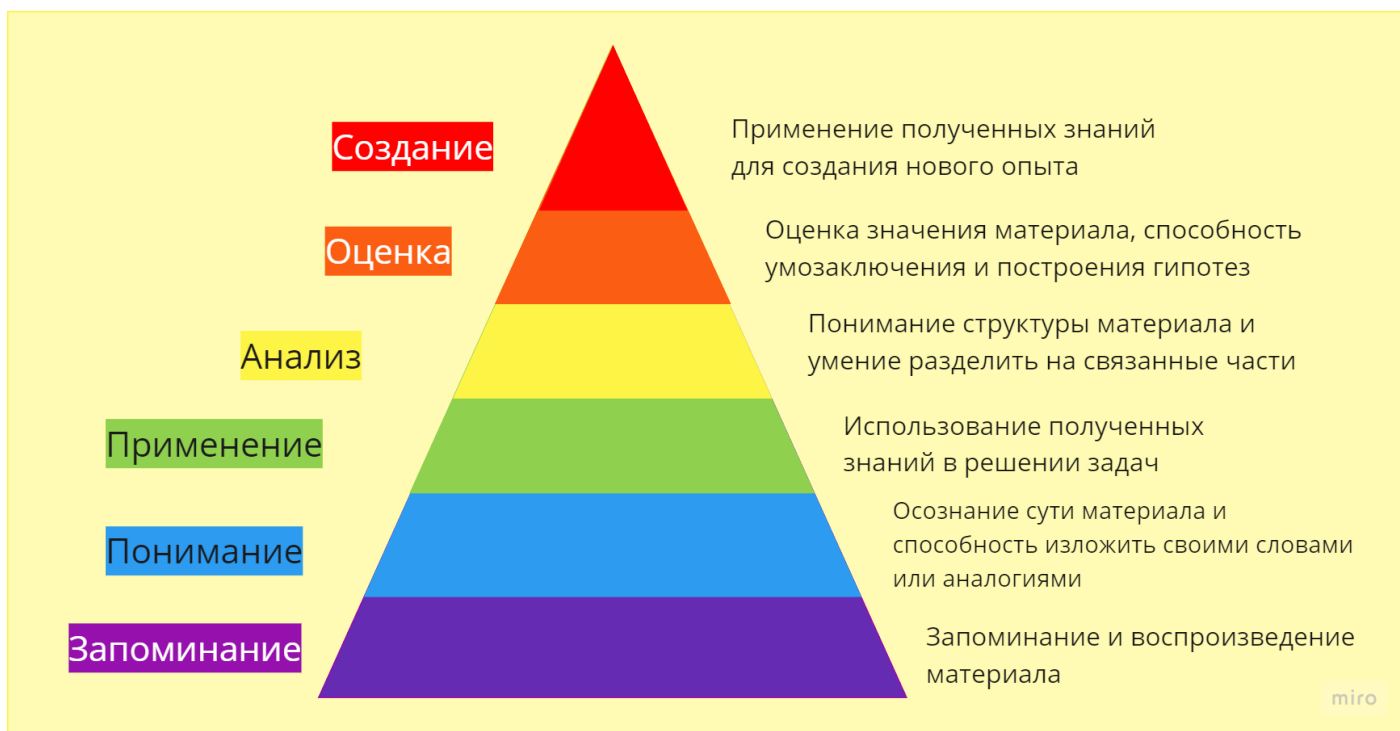 Создание
Применение полученных знаний
для создания нового опыта
Оценка
Оценка значения материала, способность
умозаключения и построения гипотез
Анализ
Понимание структуры материала и
умение разделить на связанные части
Применение
Использование полученных
знаний в решении задач
Понимание
Осознание сути материала и
способность изложить своими словами
или аналогиями
Запоминание
Запоминание и воспроизведение
материала
miro